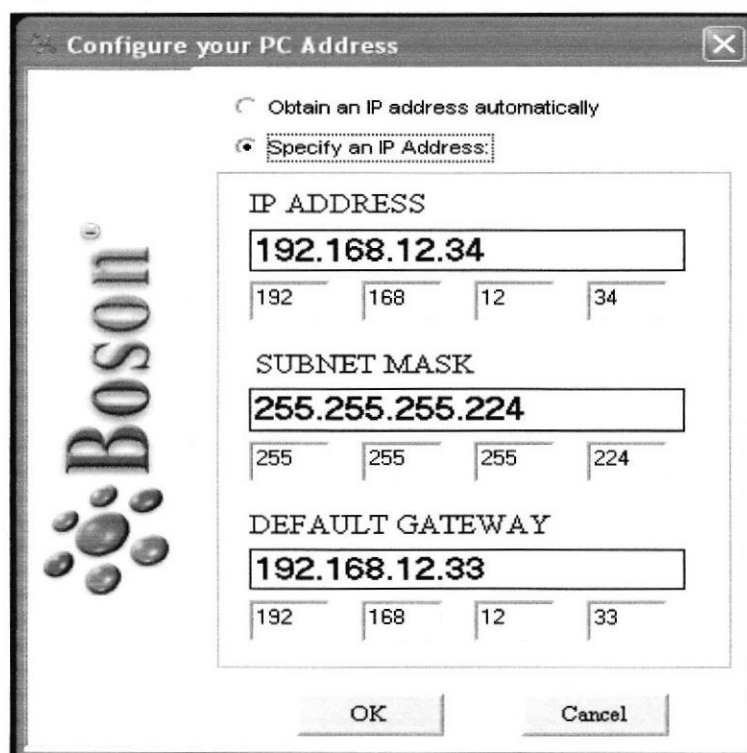 Configure your PC Address
Obtain an IP address automatically
Specify an IP Address:
IP ADDRESS
192.168.12.34
192 168 12 34
SUBNET MASK
255.255.255.224
255 255 255 224
DEFAULT GATEWAY
192.168.12.33
192 168 12 33
BOSON
OK Cancel